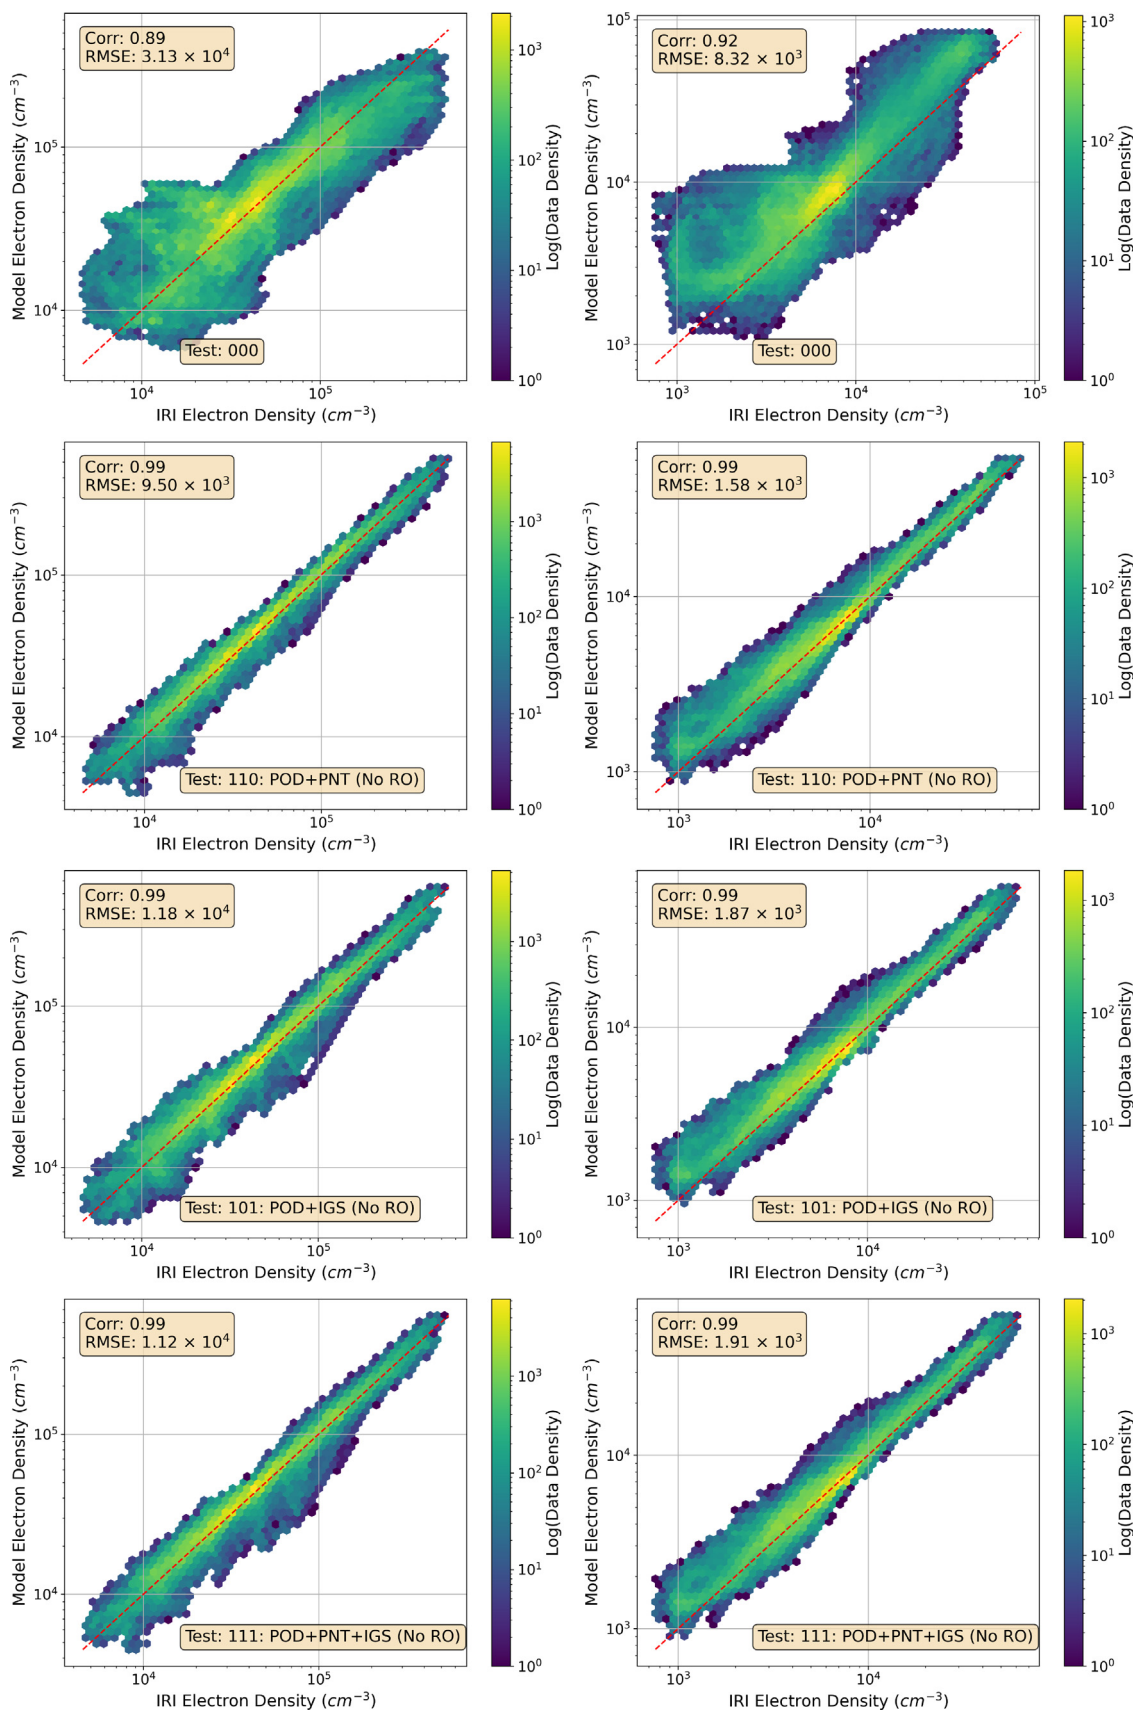 Corr: 0.89
RMSE: 3.13 × 10⁴
Test: 000
Model Electron Density (cm⁻³)
10⁵
10⁴
10⁴
10⁵
IRI Electron Density (cm⁻³)
10³
10²
10¹
10⁰
Log(Data Density)
Corr: 0.92
RMSE: 8.32 × 10³
Test: 000
Model Electron Density (cm⁻³)
10⁵
10⁴
10³
10³
10⁴
10⁵
IRI Electron Density (cm⁻³)
10³
10²
10¹
10⁰
Log(Data Density)
Corr: 0.99
RMSE: 9.50 × 10³
Test: 110: POD+PNT (No RO)
Model Electron Density (cm⁻³)
10⁵
10⁴
10⁴
10⁵
IRI Electron Density (cm⁻³)
10³
10²
10¹
10⁰
Log(Data Density)
Corr: 0.99
RMSE: 1.58 × 10³
Test: 110: POD+PNT (No RO)
Model Electron Density (cm⁻³)
10⁴
10³
10³
10⁴
IRI Electron Density (cm⁻³)
10³
10²
10¹
10⁰
Log(Data Density)
Corr: 0.99
RMSE: 1.18 × 10⁴
Test: 101: POD+IGS (No RO)
Model Electron Density (cm⁻³)
10⁵
10⁴
10⁴
10⁵
IRI Electron Density (cm⁻³)
10³
10²
10¹
10⁰
Log(Data Density)
Corr: 0.99
RMSE: 1.87 × 10³
Test: 101: POD+IGS (No RO)
Model Electron Density (cm⁻³)
10⁴
10³
10³
10⁴
IRI Electron Density (cm⁻³)
10³
10²
10¹
10⁰
Log(Data Density)
Corr: 0.99
RMSE: 1.12 × 10⁴
Test: 111: POD+PNT+IGS (No RO)
Model Electron Density (cm⁻³)
10⁵
10⁴
10⁴
10⁵
IRI Electron Density (cm⁻³)
10³
10²
10¹
10⁰
Log(Data Density)
Corr: 0.99
RMSE: 1.91 × 10³
Test: 111: POD+PNT+IGS (No RO)
Model Electron Density (cm⁻³)
10⁴
10³
10³
10⁴
IRI Electron Density (cm⁻³)
10³
10²
10¹
10⁰
Log(Data Density)